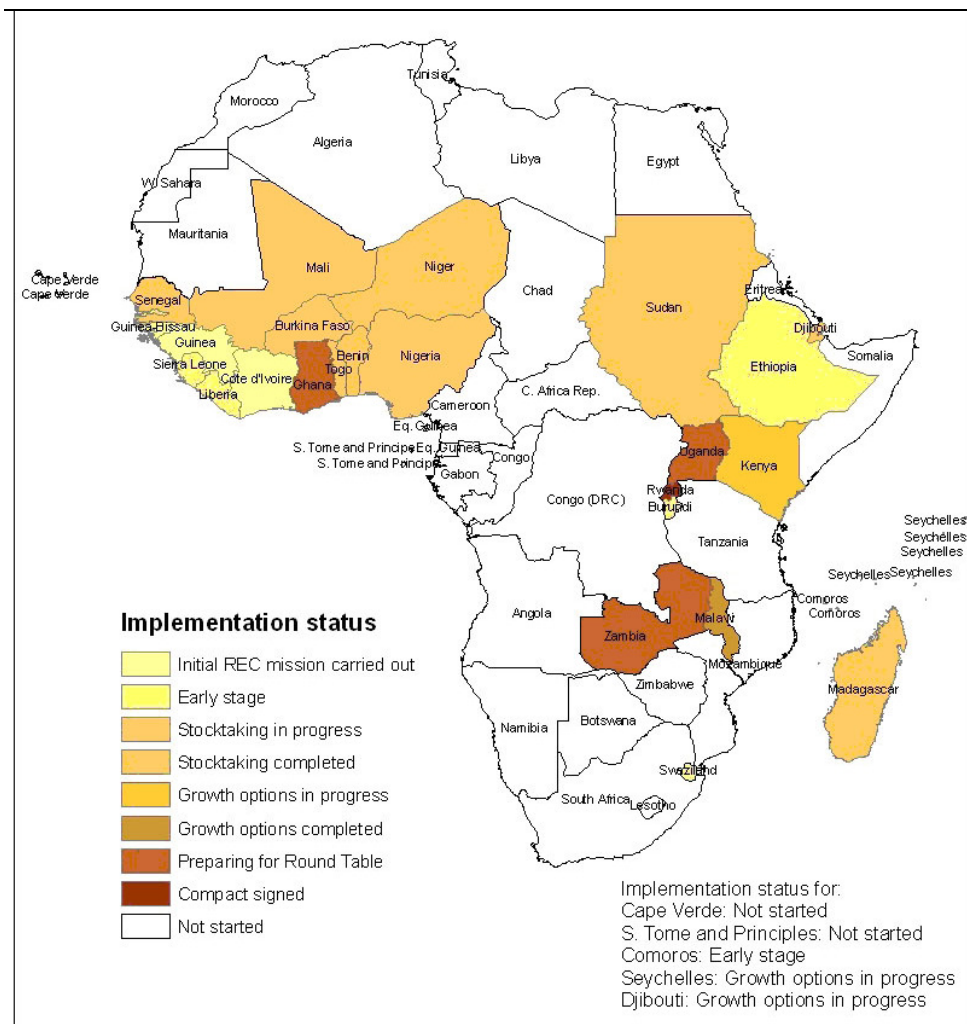 Tunisia
Morocco
Algeria
Libya
Egypt
W. Sahara
Mauritania
Mali
Niger
Cape Verde
Cape Verde
Chad
Sudan
Eritrea
Senegal
Guinea-Bissau
Burkina Faso
Djibouti
Guinea
Benin
Nigeria
Somalia
Sierra Leone
Togo
Cote d'Ivoire
Ghana
Ethiopia
Liberia
C. Africa Rep.
Cameroon
Eq. Guinea
S. Tome and Principe
Eq. Guinea
S. Tome and Principe
Congo
Gabon
Uganda
Kenya
Congo (DRC)
Rwanda
Burundi
Tanzania
Seychelles
Seychelles
Seychelles
Seychelles
Seychelles
Comoros
Comoros
Angola
Malawi
Zambia
Mozambique
Madagascar
Zimbabwe
Namibia
Botswana
Swaziland
South Africa
Lesotho
Implementation status
Initial REC mission carried out
Early stage
Stocktaking in progress
Stocktaking completed
Growth options in progress
Growth options completed
Preparing for Round Table
Compact signed
Not started
Implementation status for:
Cape Verde: Not started
S. Tome and Principles: Not started
Comoros: Early stage
Seychelles: Growth options in progress
Djibouti: Growth options in progress